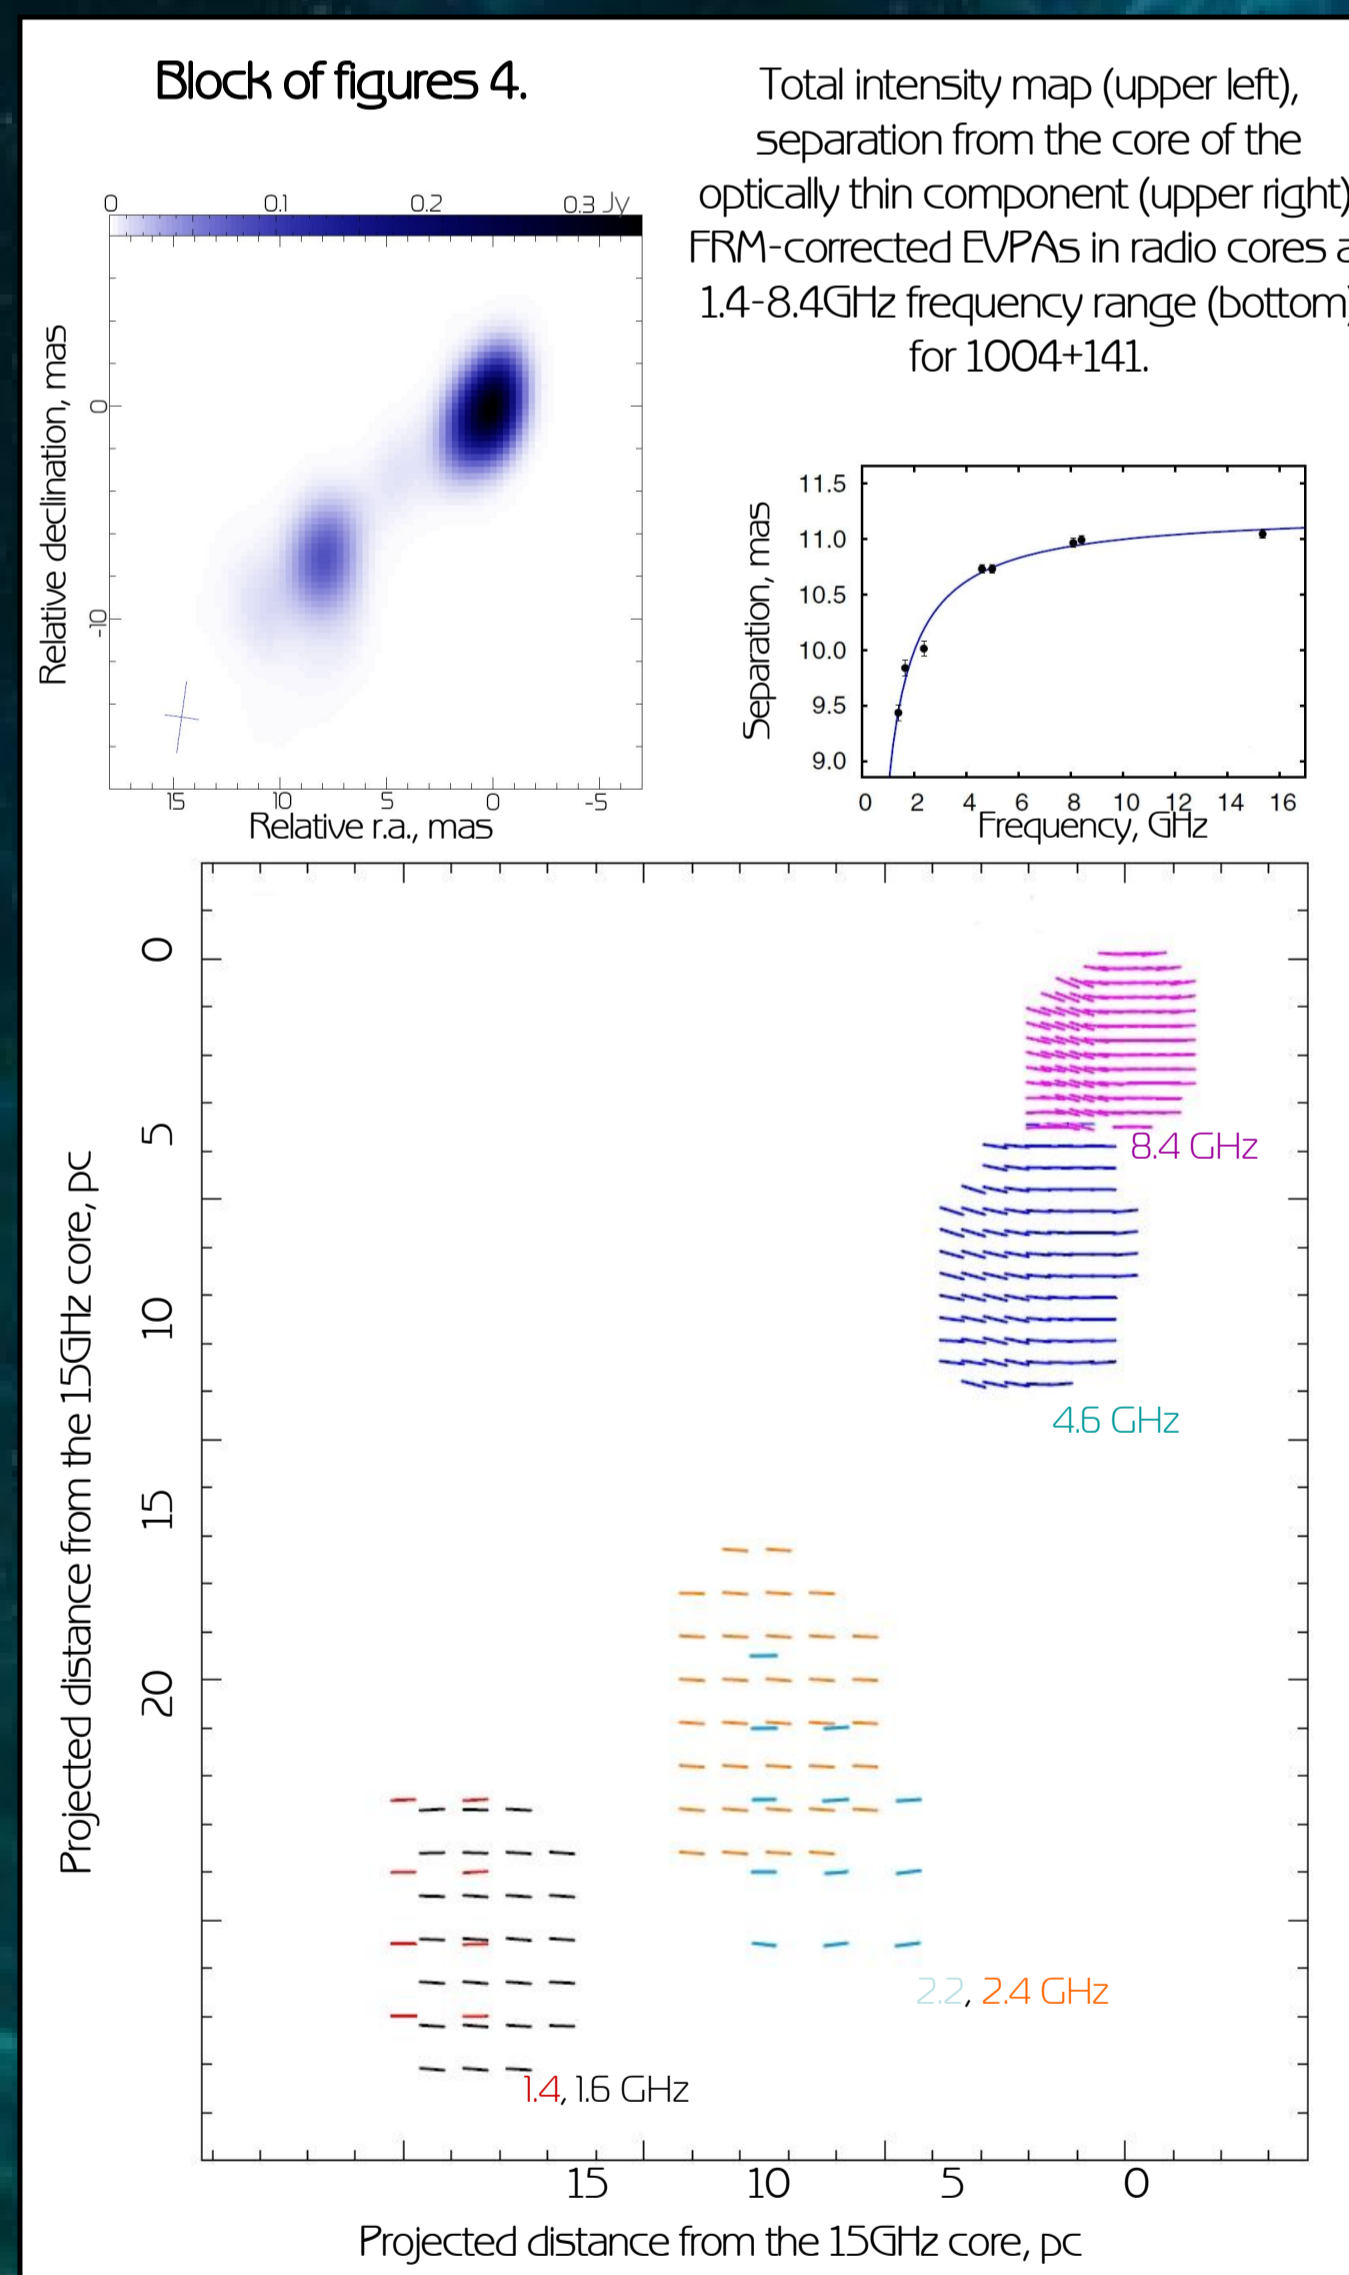 Block of figures 4.
Total intensity map (upper left),
separation from the core of the
optically thin component (upper right)
FRM-corrected EVPAs in radio cores a
1.4-8.4GHz frequency range (bottom)
for 1004+141.
0 0.1 0.2 0.3 Jy
Relative declination, mas
0
-10
15 10 5 0 -5
Relative r.a., mas
Separation, mas
11.5
11.0
10.5
10.0
9.5
9.0
0 2 4 6 8 10 12 14 16
Frequency, GHz
Projected distance from the 15GHz core, pc
0
5
10
15
20
8.4 GHz
4.6 GHz
2.2, 2.4 GHz
1.4, 1.6 GHz
15 10 5 0
Projected distance from the 15GHz core, pc